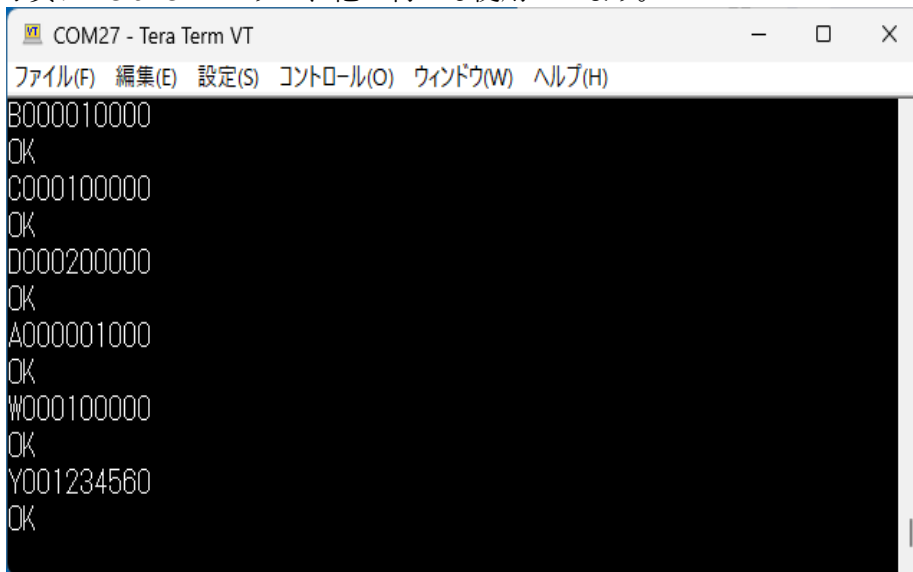 COM27 - Tera Term VT
ファイル(F) 編集(E) 設定(S) コントロール(O) ウィンドウ(W) ヘルプ(H)
B000010000
OK
C000100000
OK
D000200000
OK
A000001000
OK
W000100000
OK
Y001234560
OK